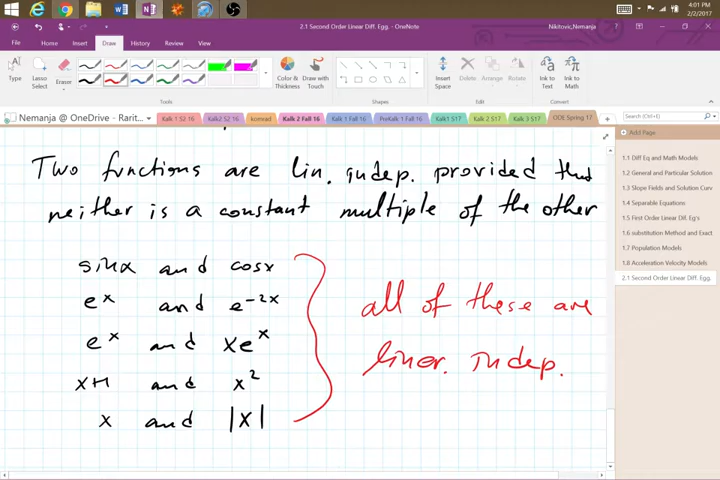 4:01 PM
2/2/2017
2.1 Second Order Linear Diff. Egg. - OneNote
Nikitovic, Nemanja
File Home Insert Draw History Review View
Type
Lasso Select
Eraser
Color & Thickness
Draw with Touch
Insert Space
Delete
Arrange
Rotate
Ink to Text
Ink to Math
Tools
Shapes
Edit
Convert
Nemanja @ OneDrive - Rarit...
Kalk 1 S2 16
Kalk2 S2 16
konrad
Kalk 2 Fall 16
Kalk 1 Fall 16
PreKalk 1 Fall 16
Kalk1 S17
Kalk 2 S17
Kalk 3 S17
ODE Spring 17
Search (Ctrl+E)
Add Page
1.1 Diff Eq and Math Models
1.2 General and Particular Solution
1.3 Slope Fields and Solution Curv
1.4 Separable Equations
1.5 First Order Linear Diff. Eg's
1.6 substitution Method and Exact
1.7 Population Models
1.8 Acceleration Velocity Models
2.1 Second Order Linear Diff. Egg.
Two functions are lin. indep. provided that
neither is a constant multiple of the other
sinx and cosx
e^x and e^-2x
e^x and xe^x
x+1 and x^2
x and |x|
all of these are
liner. indep.